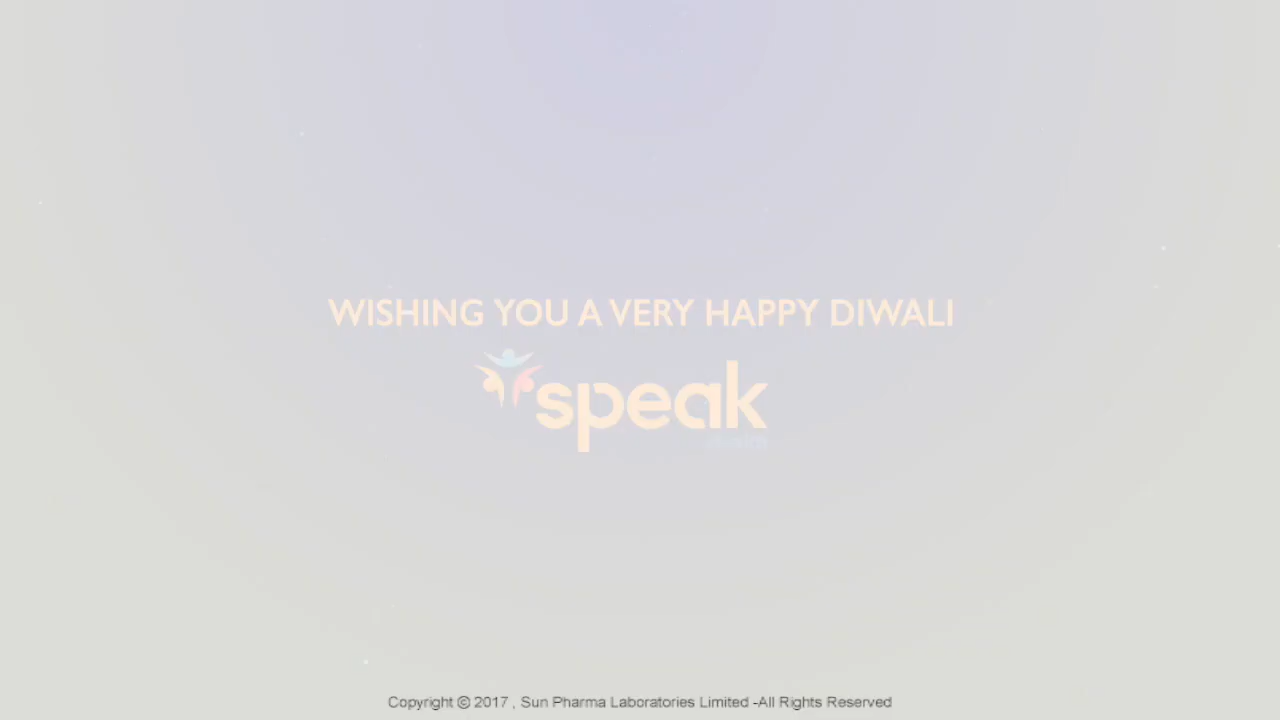 WISHING YOU A VERY HAPPY DIWALI
speak
Copyright © 2017 , Sun Pharma Laboratories Limited -All Rights Reserved